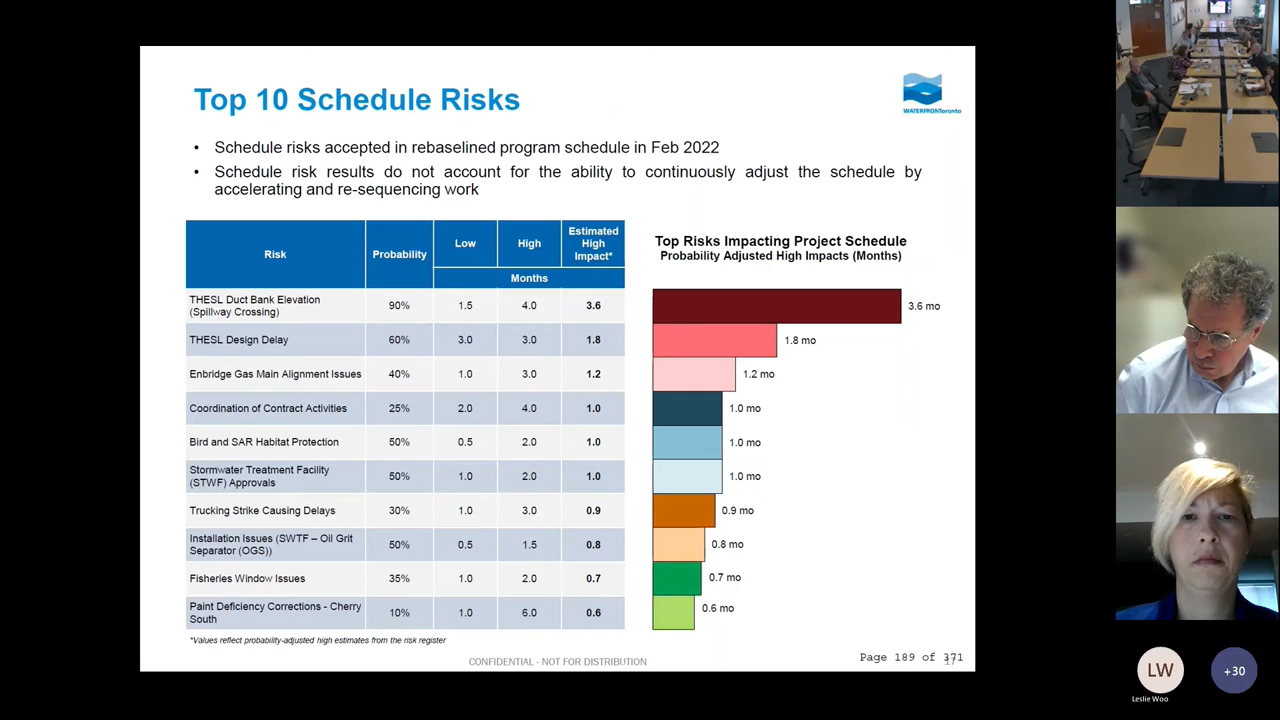 Top 10 Schedule Risks
WATERFRONToronto
• Schedule risks accepted in rebaselined program schedule in Feb 2022
• Schedule risk results do not account for the ability to continuously adjust the schedule by
accelerating and re-sequencing work
Risk Probability Low High Estimated High Impact*
Months
THESL Duct Bank Elevation
(Spillway Crossing) 90% 1.5 4.0 3.6
THESL Design Delay 60% 3.0 3.0 1.8
Enbridge Gas Main Alignment Issues 40% 1.0 3.0 1.2
Coordination of Contract Activities 25% 2.0 4.0 1.0
Bird and SAR Habitat Protection 50% 0.5 2.0 1.0
Stormwater Treatment Facility
(STWF) Approvals 50% 1.0 2.0 1.0
Trucking Strike Causing Delays 30% 1.0 3.0 0.9
Installation Issues (SWTF – Oil Grit
Separator (OGS)) 50% 0.5 1.5 0.8
Fisheries Window Issues 35% 1.0 2.0 0.7
Paint Deficiency Corrections - Cherry
South 10% 1.0 6.0 0.6
*Values reflect probability-adjusted high estimates from the risk register
Top Risks Impacting Project Schedule
Probability Adjusted High Impacts (Months)
3.6 mo
1.8 mo
1.2 mo
1.0 mo
1.0 mo
1.0 mo
0.9 mo
0.8 mo
0.7 mo
0.6 mo
CONFIDENTIAL - NOT FOR DISTRIBUTION
Page 189 of 371
17
LW
Leslie Woo
+30